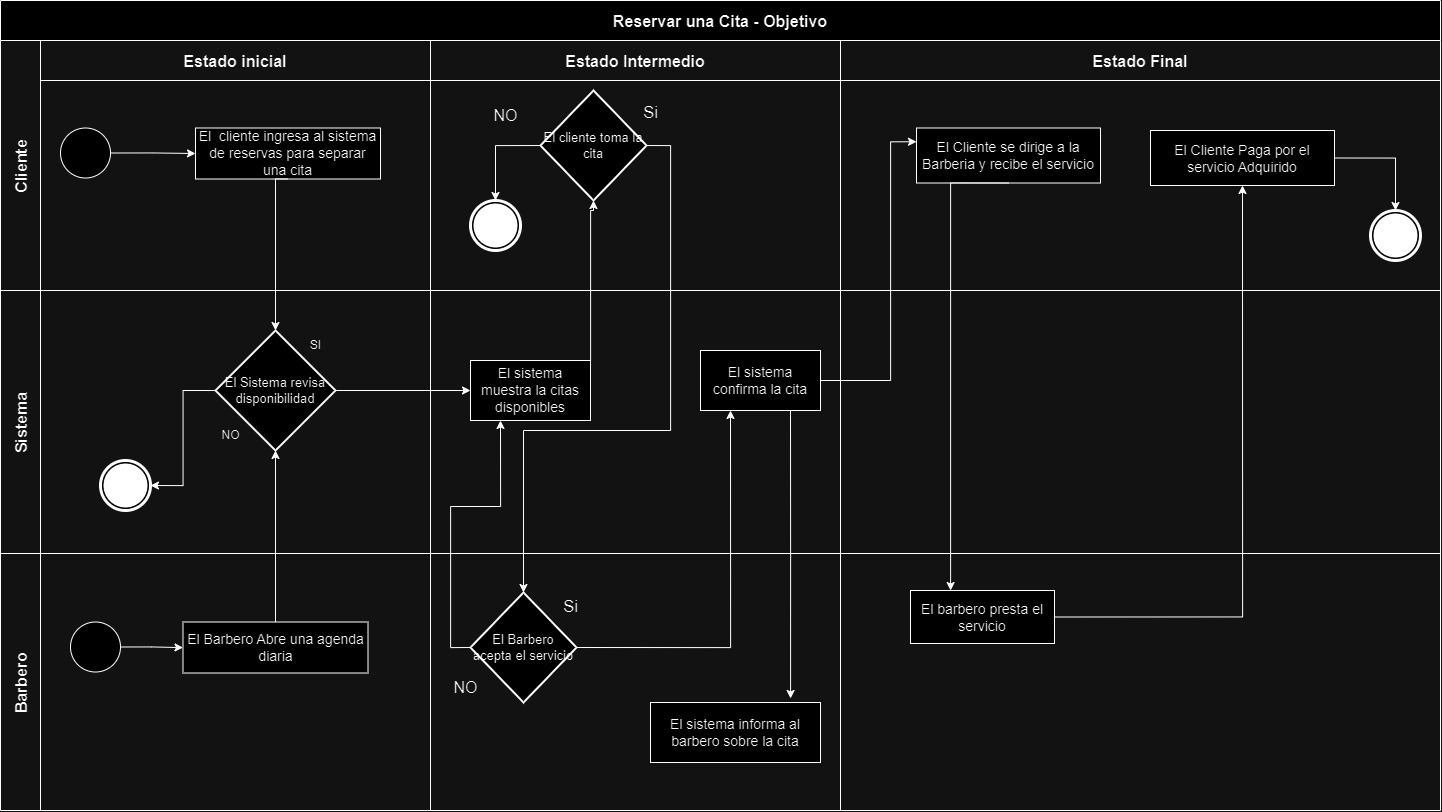 Reservar una Cita - Objetivo
Estado inicial
Estado Intermedio
Estado Final
Cliente
El cliente ingresa al sistema
de reservas para separar
una cita
NO
Si
El cliente toma la
cita
El Cliente se dirige a la
Barberia y recibe el servicio
El Cliente Paga por el
servicio Adquirido
Sistema
SI
El Sistema revisa
disponibilidad
NO
El sistema
muestra la citas
disponibles
El sistema
confirma la cita
Barbero
El Barbero Abre una agenda
diaria
Si
El Barbero
acepta el servicio
NO
El sistema informa al
barbero sobre la cita
El barbero presta el
servicio